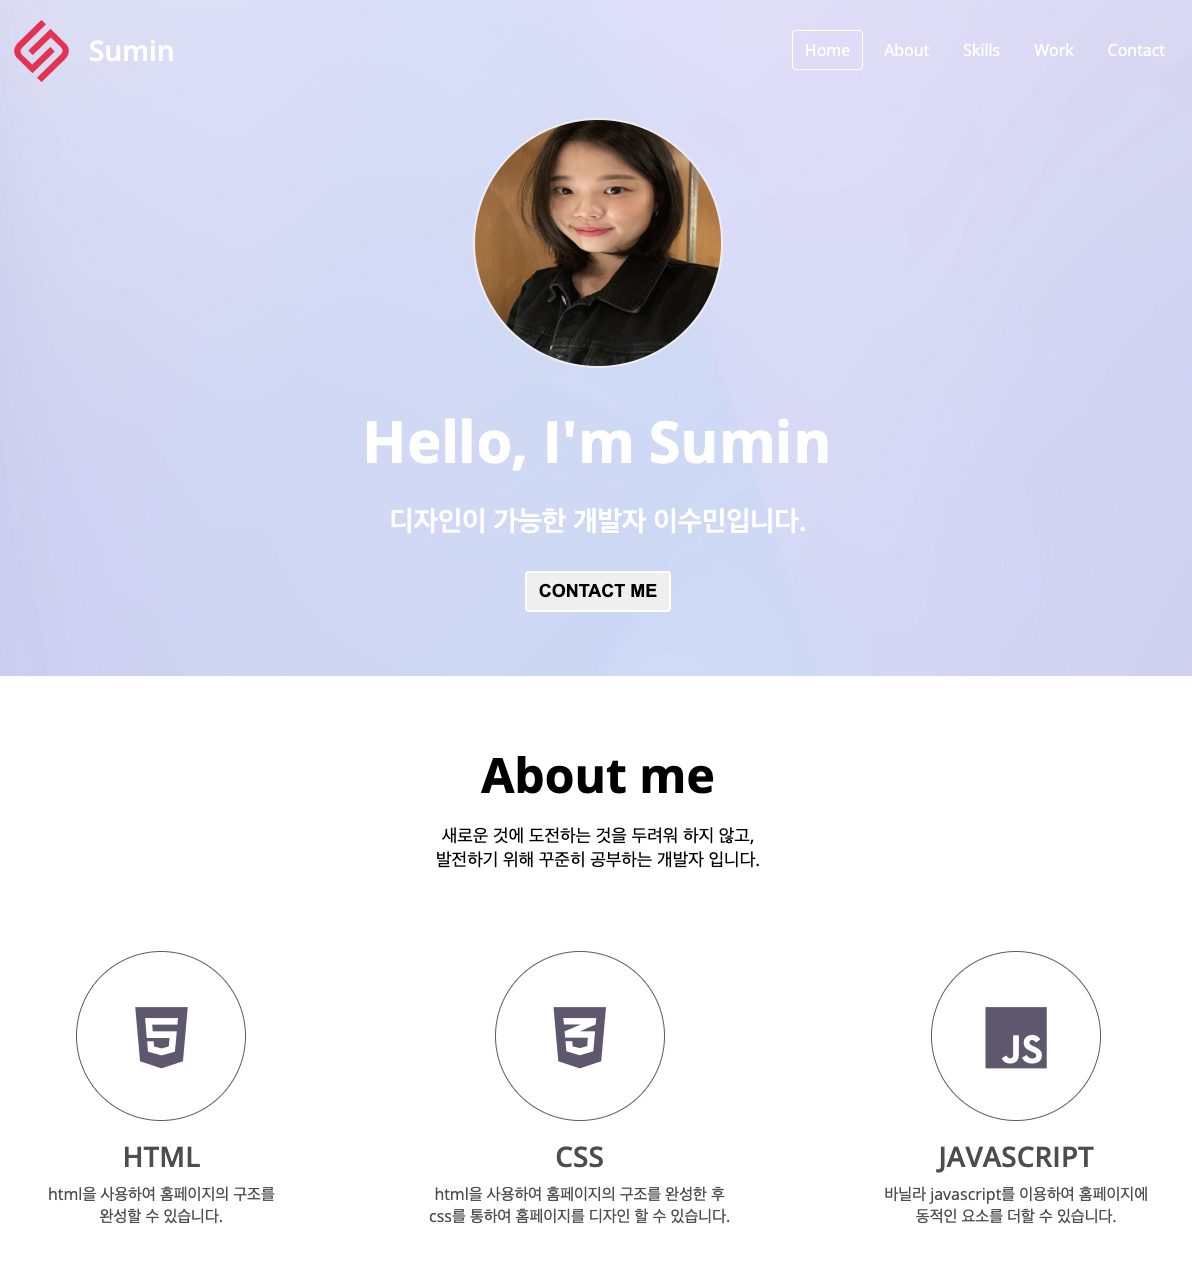 Sumin
Home About Skills Work Contact
Hello, I'm Sumin
디자인이 가능한 개발자 이수민입니다.
CONTACT ME
About me
새로운 것에 도전하는 것을 두려워 하지 않고,
발전하기 위해 꾸준히 공부하는 개발자 입니다.
5
3
JS
HTML
html을 사용하여 홈페이지의 구조를
완성할 수 있습니다.
CSS
html을 사용하여 홈페이지의 구조를 완성한 후
css를 통하여 홈페이지를 디자인 할 수 있습니다.
JAVASCRIPT
바닐라 javascript를 이용하여 홈페이지에
동적인 요소를 더할 수 있습니다.